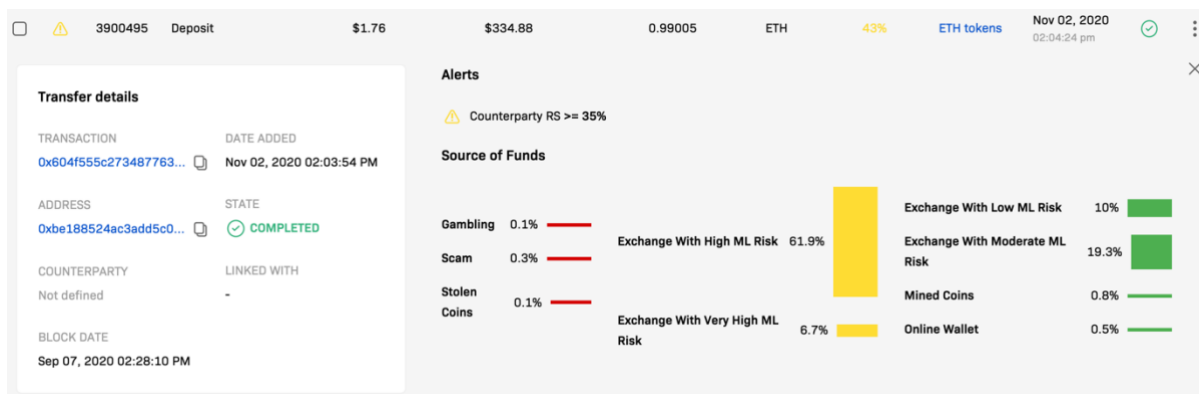 3900495 Deposit $1.76 $334.88 0.99005 ETH 43% ETH tokens Nov 02, 2020
02:04:24 pm
Transfer details
TRANSACTION DATE ADDED
0x604f555c273487763... Nov 02, 2020 02:03:54 PM
ADDRESS STATE
0xbe188524ac3add5c0... COMPLETED
COUNTERPARTY LINKED WITH
Not defined -
BLOCK DATE
Sep 07, 2020 02:28:10 PM
Alerts
Counterparty RS >= 35%
Source of Funds
Gambling 0.1%
Scam 0.3%
Stolen
Coins 0.1%
Exchange With High ML Risk 61.9%
Exchange With Very High ML
Risk 6.7%
Exchange With Low ML Risk 10%
Exchange With Moderate ML
Risk 19.3%
Mined Coins 0.8%
Online Wallet 0.5%